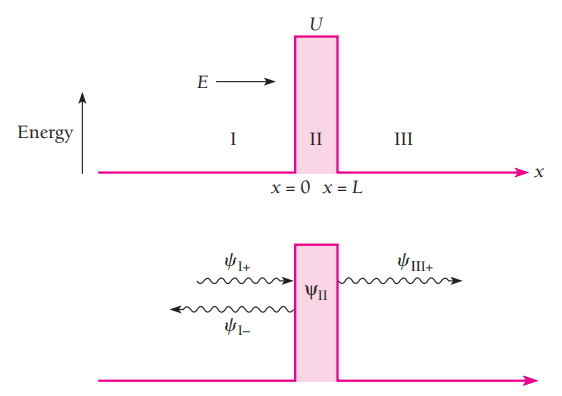 U
E
Energy
I II III
x
x = 0 x = L
ψI+
ψIII+
ψII
ψI–